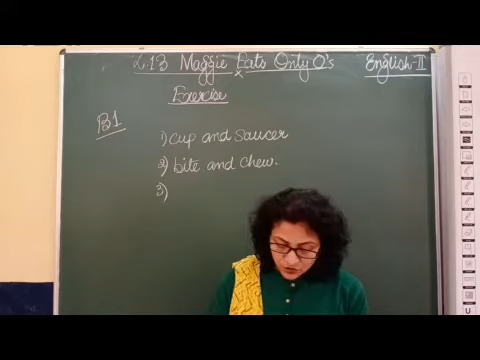 L.13 Maggie Eats Only O's English-II
Exercise
B1
1) Cup and Saucer
2) bite and chew.
3)